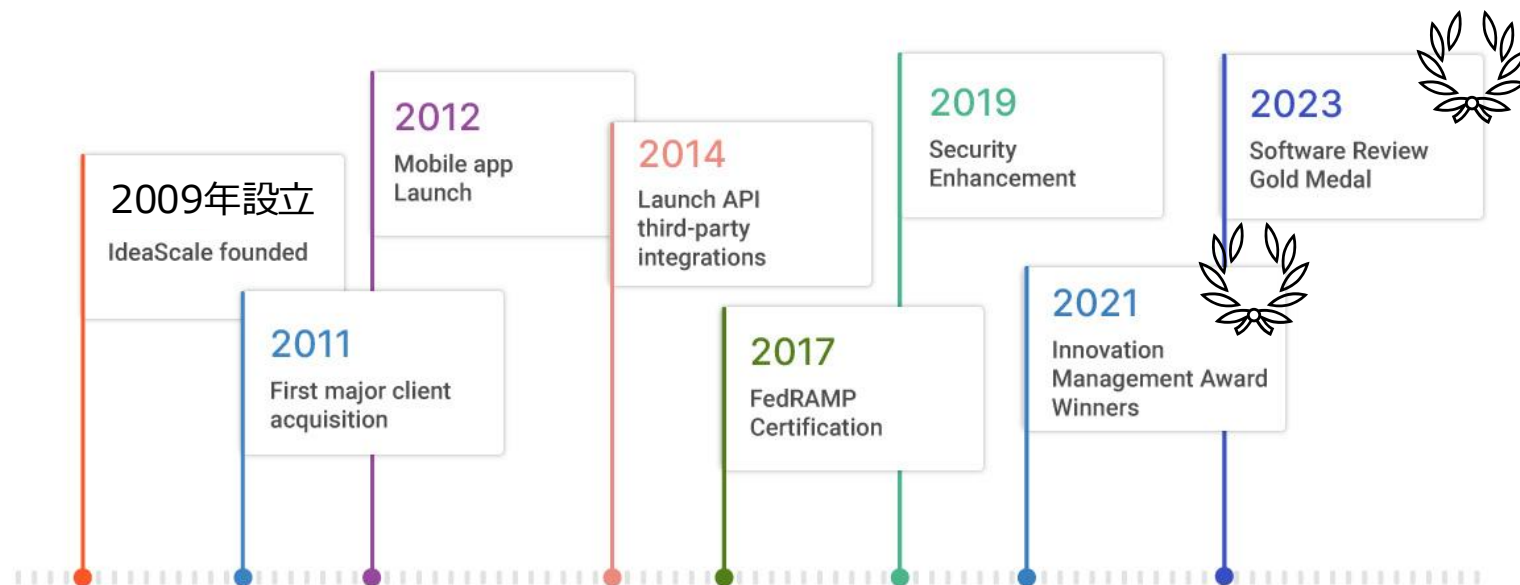 2009年設立
IdeaScale founded
2011
First major client
acquisition
2012
Mobile app
Launch
2014
Launch API
third-party
integrations
2017
FedRAMP
Certification
2019
Security
Enhancement
2021
Innovation
Management Award
Winners
2023
Software Review
Gold Medal